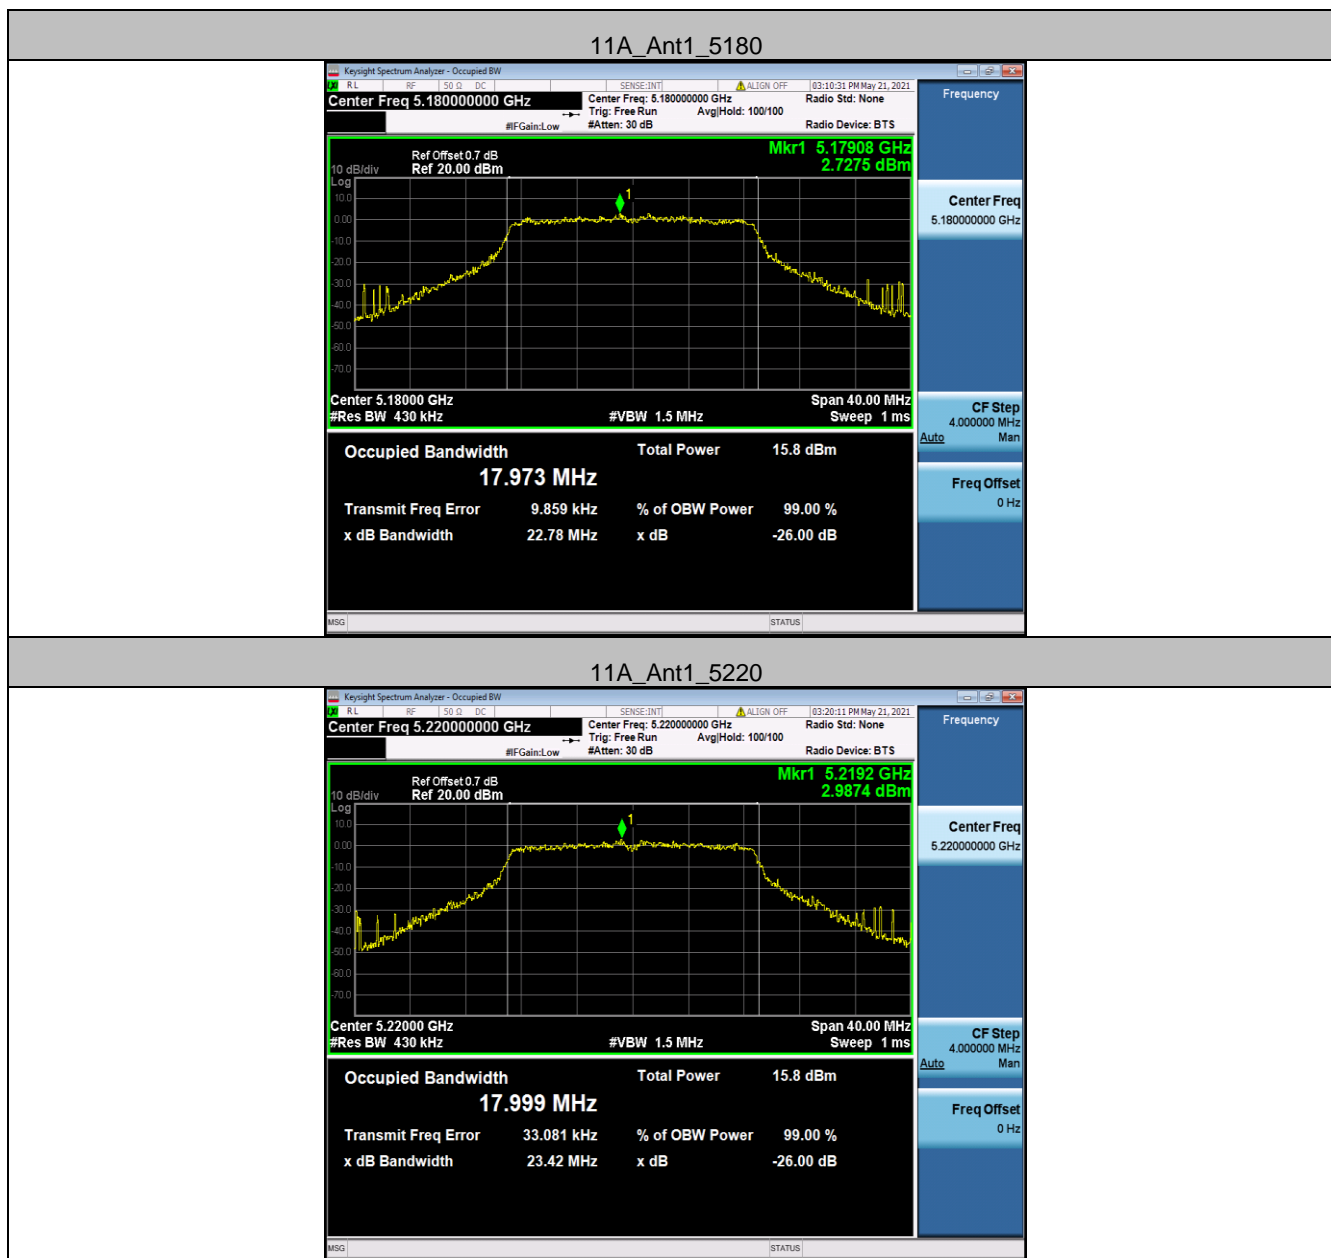 11A_Ant1_5180
Keysight Spectrum Analyzer - Occupied BW
RL RF 50 Ω DC SENSE:INT ALIGN OFF 03:10:31 PM May 21, 2021
Center Freq 5.180000000 GHz
Center Freq: 5.180000000 GHz Radio Std: None
Trig: Free Run Avg|Hold: 100/100
#IFGain:Low #Atten: 30 dB Radio Device: BTS
Frequency
Mkr1 5.17908 GHz
Ref Offset 0.7 dB
10 dB/div Ref 20.00 dBm 2.7275 dBm
Log
10.0
1
0.00
-10.0
-20.0
-30.0
-40.0
-50.0
-60.0
-70.0
Center 5.18000 GHz Span 40.00 MHz
#Res BW 430 kHz #VBW 1.5 MHz Sweep 1 ms
Center Freq
5.180000000 GHz
CF Step
4.000000 MHz
Auto Man
Freq Offset
0 Hz
Occupied Bandwidth Total Power 15.8 dBm
17.973 MHz
Transmit Freq Error 9.859 kHz % of OBW Power 99.00 %
x dB Bandwidth 22.78 MHz x dB -26.00 dB
MSG STATUS
11A_Ant1_5220
Keysight Spectrum Analyzer - Occupied BW
RL RF 50 Ω DC SENSE:INT ALIGN OFF 03:20:11 PM May 21, 2021
Center Freq 5.220000000 GHz
Center Freq: 5.220000000 GHz Radio Std: None
Trig: Free Run Avg|Hold: 100/100
#IFGain:Low #Atten: 30 dB Radio Device: BTS
Frequency
Mkr1 5.2192 GHz
Ref Offset 0.7 dB
10 dB/div Ref 20.00 dBm 2.9874 dBm
Log
10.0
1
0.00
-10.0
-20.0
-30.0
-40.0
-50.0
-60.0
-70.0
Center 5.22000 GHz Span 40.00 MHz
#Res BW 430 kHz #VBW 1.5 MHz Sweep 1 ms
Center Freq
5.220000000 GHz
CF Step
4.000000 MHz
Auto Man
Freq Offset
0 Hz
Occupied Bandwidth Total Power 15.8 dBm
17.999 MHz
Transmit Freq Error 33.081 kHz % of OBW Power 99.00 %
x dB Bandwidth 23.42 MHz x dB -26.00 dB
MSG STATUS